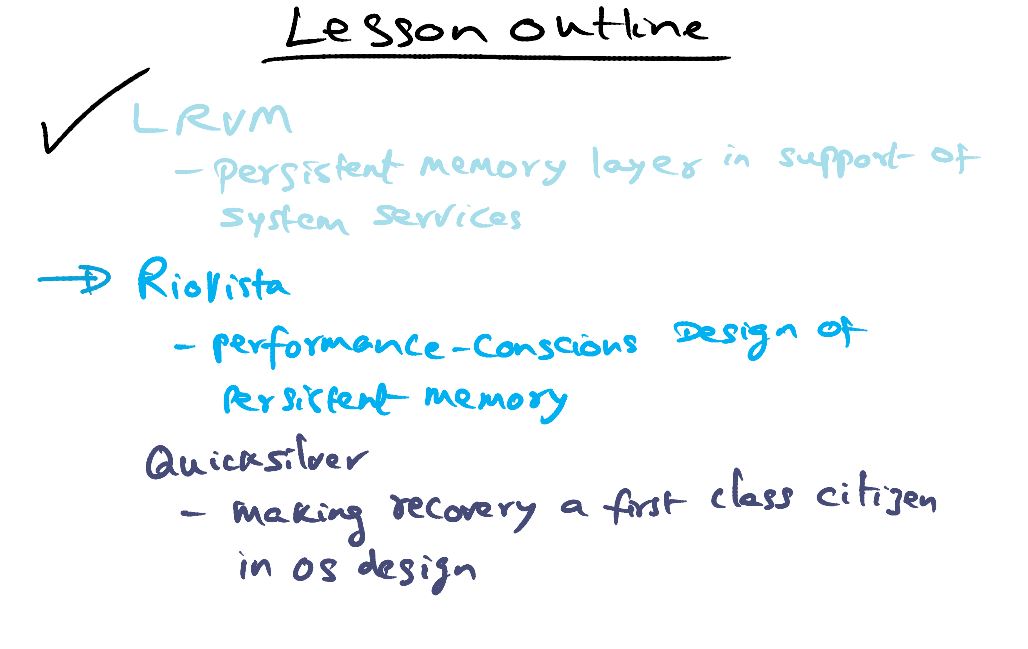 Lesson outline
LRVM
- persistent memory layer in support of
system services
RioVista
- performance-conscious Design of
persistent memory
Quicksilver
- making recovery a first class citizen
in os design